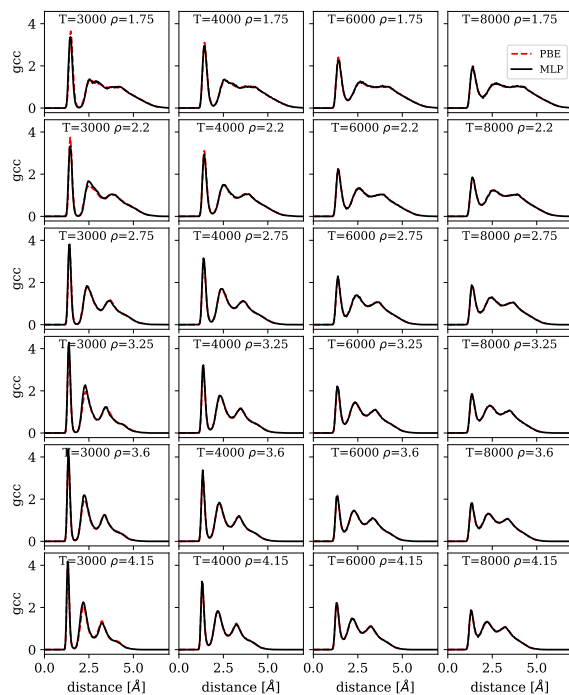 T=3000 ρ=1.75
T=4000 ρ=1.75
T=6000 ρ=1.75
T=8000 ρ=1.75
PBE
MLP
gcc
4
2
0
T=3000 ρ=2.2
T=4000 ρ=2.2
T=6000 ρ=2.2
T=8000 ρ=2.2
gcc
4
2
0
T=3000 ρ=2.75
T=4000 ρ=2.75
T=6000 ρ=2.75
T=8000 ρ=2.75
gcc
4
2
0
T=3000 ρ=3.25
T=4000 ρ=3.25
T=6000 ρ=3.25
T=8000 ρ=3.25
gcc
4
2
0
T=3000 ρ=3.6
T=4000 ρ=3.6
T=6000 ρ=3.6
T=8000 ρ=3.6
gcc
4
2
0
T=3000 ρ=4.15
T=4000 ρ=4.15
T=6000 ρ=4.15
T=8000 ρ=4.15
gcc
4
2
0
0.0 2.5 5.0
0.0 2.5 5.0
0.0 2.5 5.0
0.0 2.5 5.0
distance [Å]
distance [Å]
distance [Å]
distance [Å]